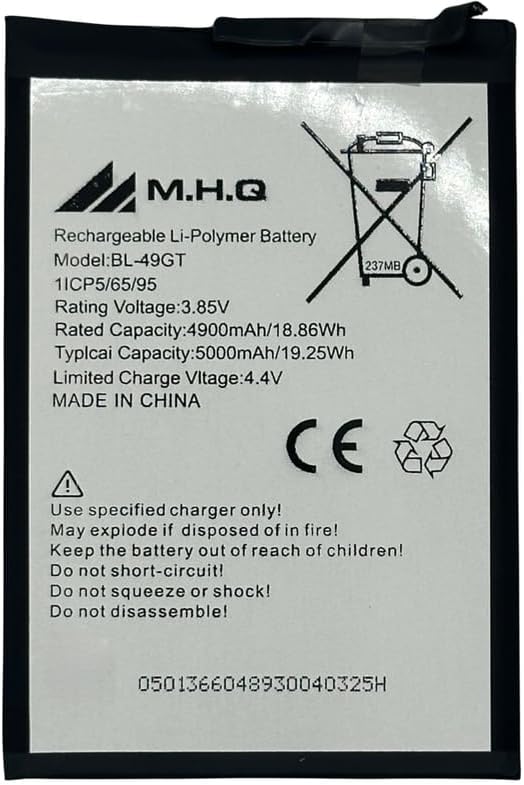 M.H.Q
237MB
Rechargeable Li-Polymer Battery
Model:BL-49GT
1ICP5/65/95
Rating Voltage:3.85V
Rated Capacity:4900mAh/18.86Wh
Typlcai Capacity:5000mAh/19.25Wh
Limited Charge Vltage:4.4V
MADE IN CHINA
CE
Use specified charger only!
May explode if disposed of in fire!
Keep the battery out of reach of children!
Do not short-circuit!
Do not squeeze or shock!
Do not disassemble!
0501366048930040325H